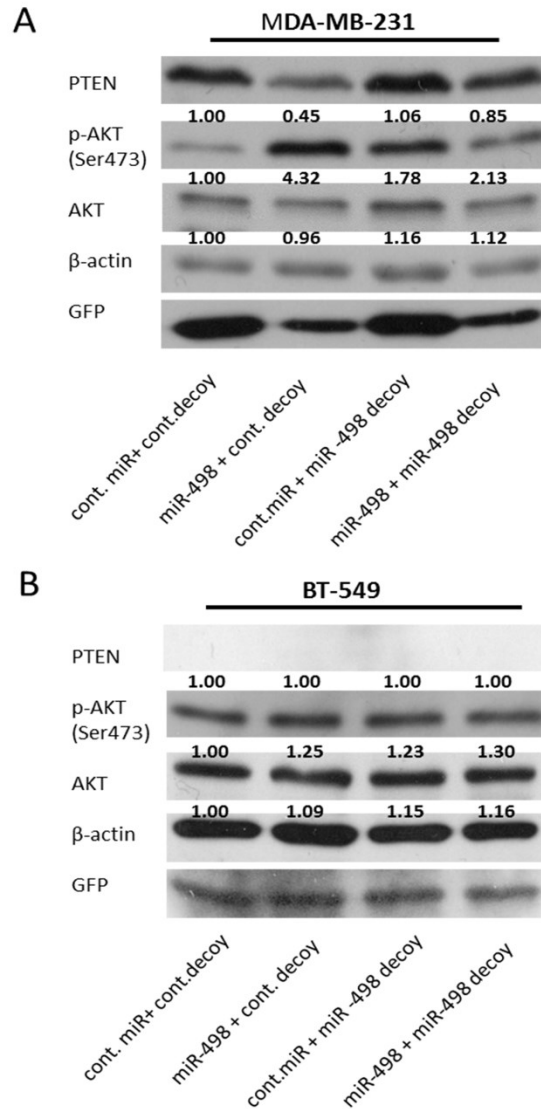 A
MDA-MB-231
PTEN
1.00 0.45 1.06 0.85
p-AKT
(Ser473)
1.00 4.32 1.78 2.13
AKT
1.00 0.96 1.16 1.12
β-actin
GFP
cont. miR+ cont.decoy
miR-498 + cont. decoy
cont.miR + miR -498 decoy
miR-498 + miR-498 decoy
B
BT-549
PTEN
1.00 1.00 1.00 1.00
p-AKT
(Ser473)
1.00 1.25 1.23 1.30
AKT
1.00 1.09 1.15 1.16
β-actin
GFP
cont. miR+ cont.decoy
miR-498 + cont. decoy
cont.miR + miR -498 decoy
miR-498 + miR-498 decoy